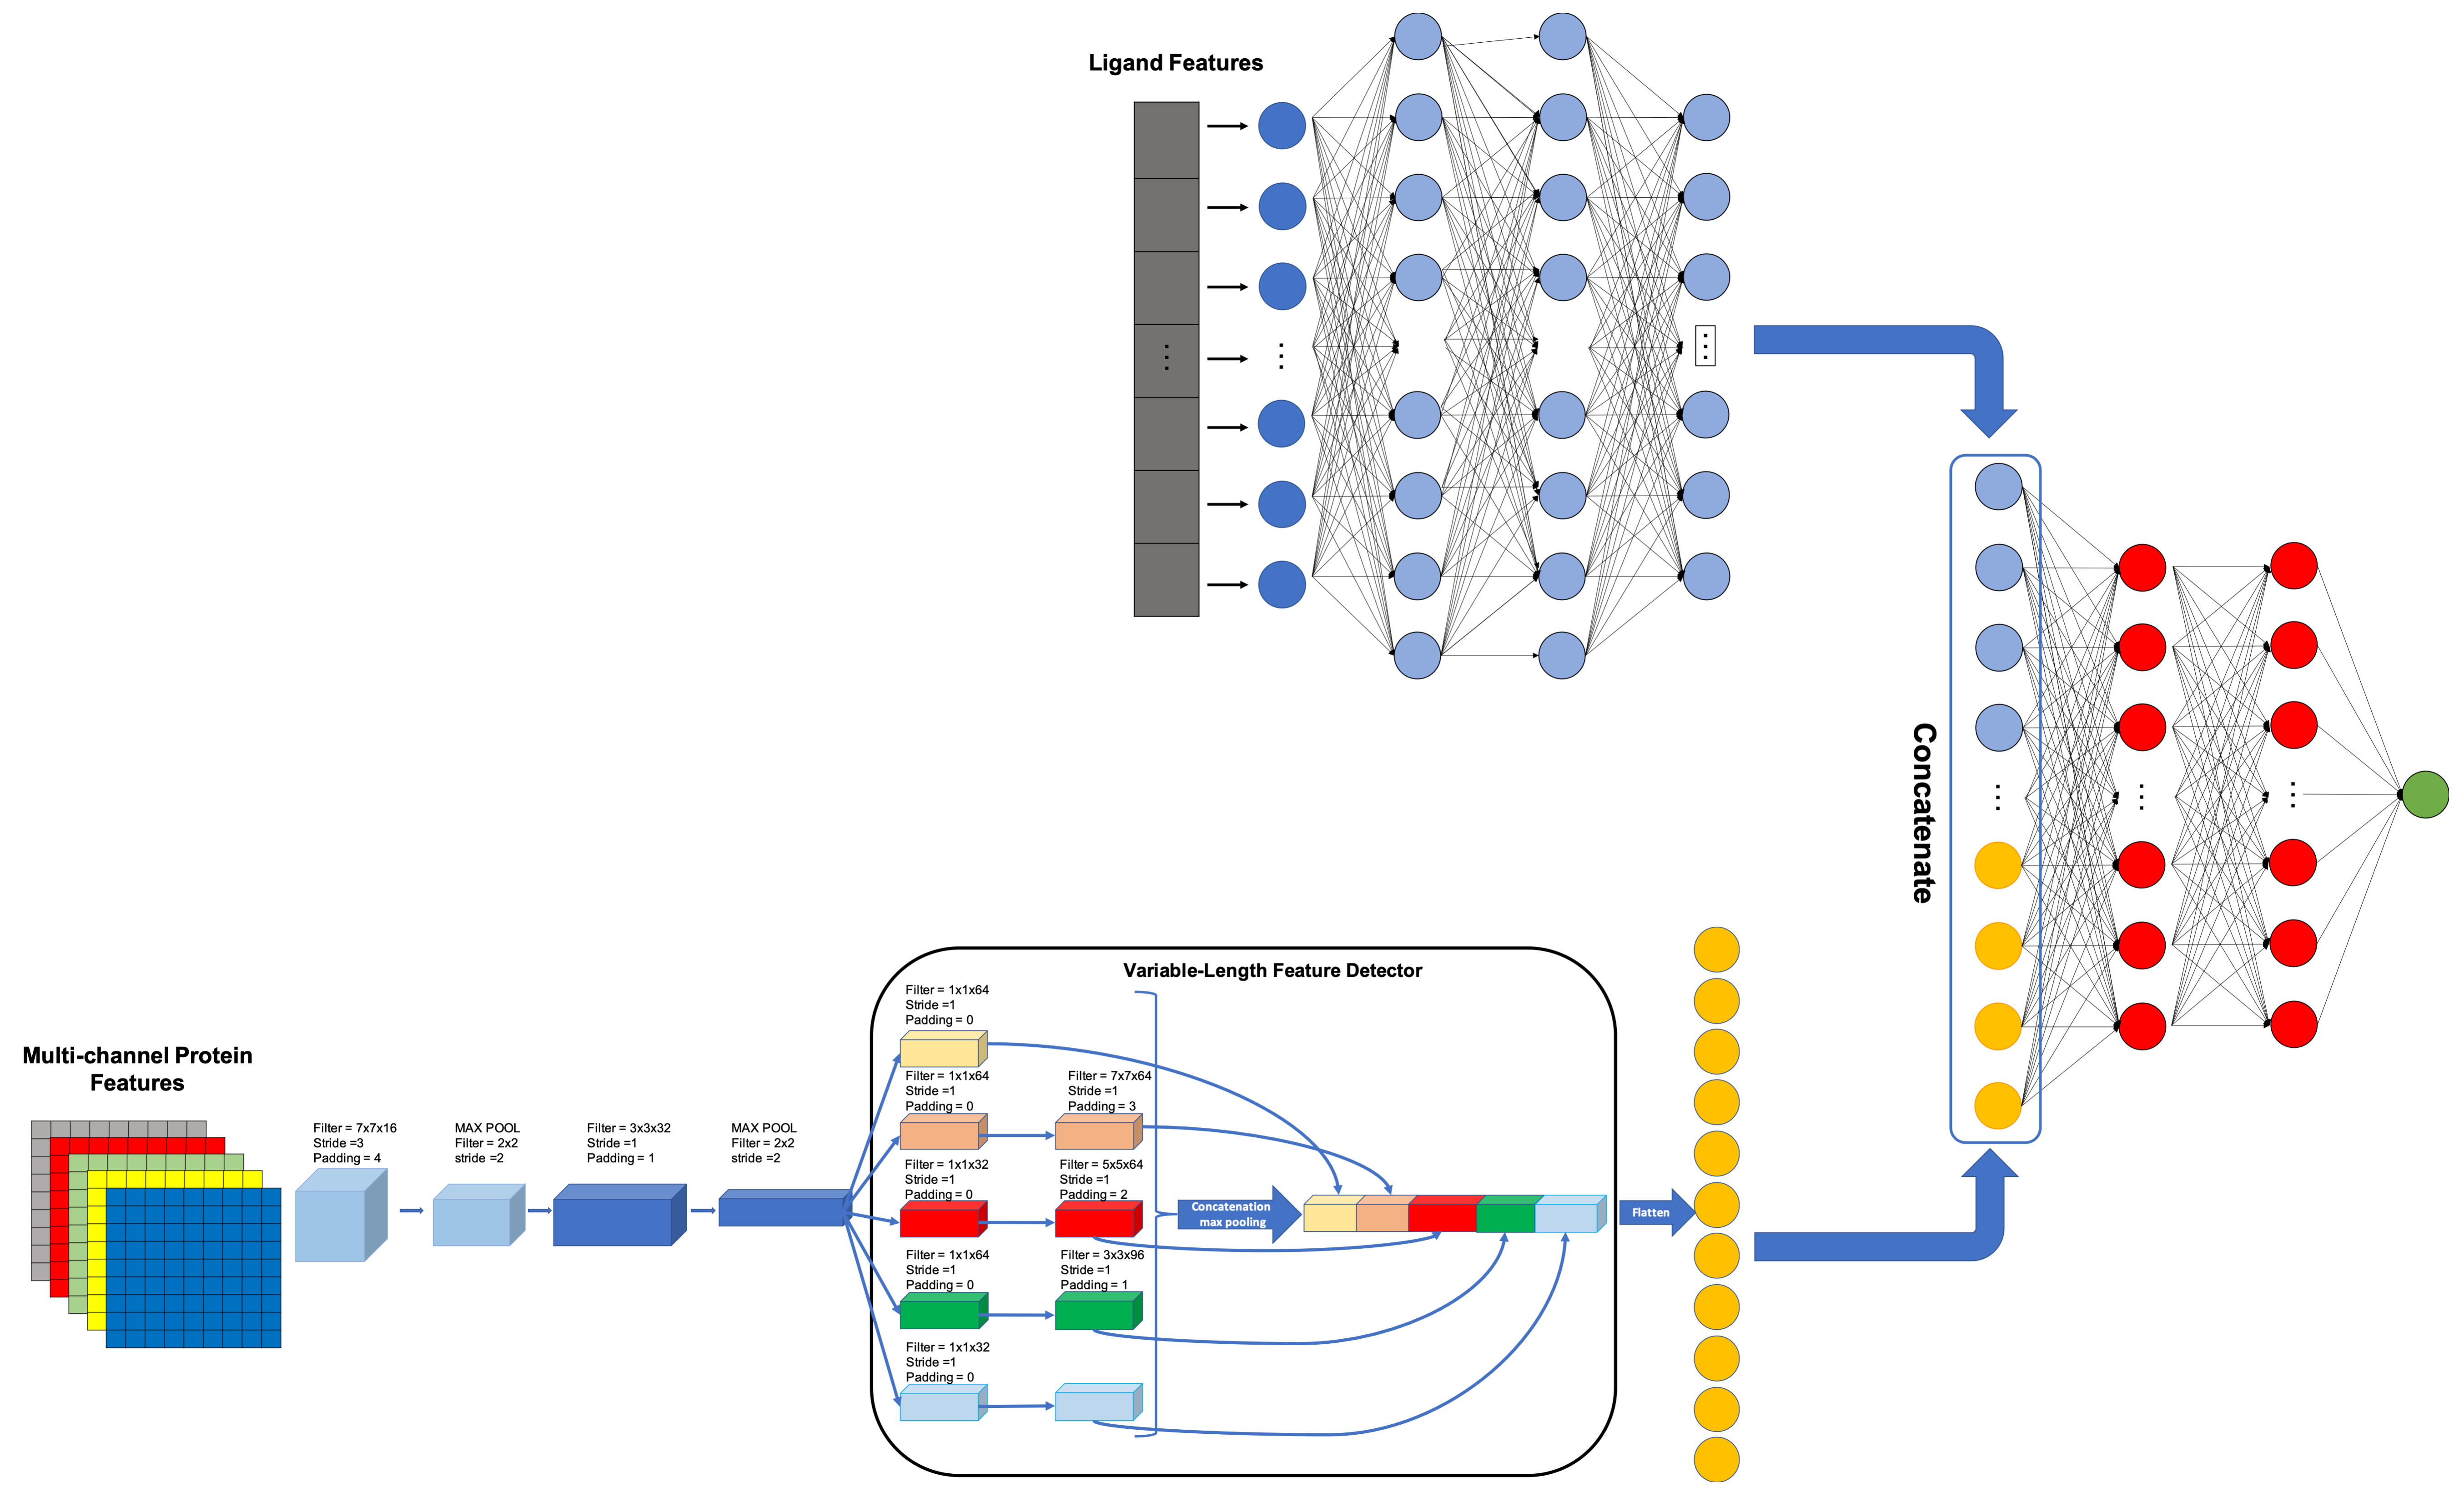 Ligand Features
Concatenate
Variable-Length Feature Detector
Multi-channel Protein
Features
Filter = 7x7x16
Stride =3
Padding = 4
MAX POOL
Filter = 2x2
stride =2
Filter = 3x3x32
Stride =1
Padding = 1
MAX POOL
Filter = 2x2
stride =2
Filter = 1x1x64
Stride =1
Padding = 0
Filter = 1x1x64
Stride =1
Padding = 0
Filter = 7x7x64
Stride =1
Padding = 3
Filter = 1x1x32
Stride =1
Padding = 0
Filter = 5x5x64
Stride =1
Padding = 2
Filter = 1x1x64
Stride =1
Padding = 0
Filter = 3x3x96
Stride =1
Padding = 1
Filter = 1x1x32
Stride =1
Padding = 0
Concatenation
max pooling
Flatten